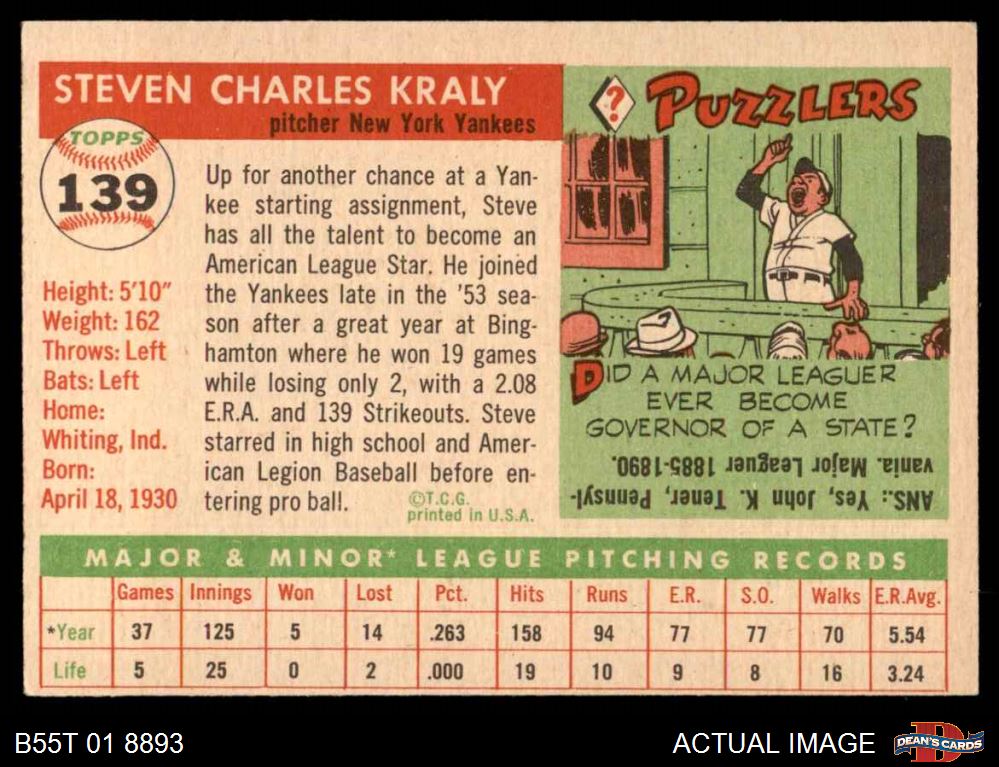 STEVEN CHARLES KRALY
pitcher New York Yankees
TOPPS
139
Height: 5'10"
Weight: 162
Throws: Left
Bats: Left
Home:
Whiting, Ind.
Born:
April 18, 1930
Up for another chance at a Yan-
kee starting assignment, Steve
has all the talent to become an
American League Star. He joined
the Yankees late in the '53 sea-
son after a great year at Bing-
hamton where he won 19 games
while losing only 2, with a 2.08
E.R.A. and 139 Strikeouts. Steve
starred in high school and Amer-
ican Legion Baseball before en-
tering pro ball.
©T.C.G.
printed in U.S.A.
? PUZZLERS
DID A MAJOR LEAGUER
EVER BECOME
GOVERNOR OF A STATE?
ANS.: Yes, John K. Tener, Pennsyl-
vania. Major Leaguer 1885-1890.
MAJOR & MINOR* LEAGUE PITCHING RECORDS
Games Innings Won Lost Pct. Hits Runs E.R. S.O. Walks E.R.Avg.
*Year 37 125 5 14 .263 158 94 77 77 70 5.54
Life 5 25 0 2 .000 19 10 9 8 16 3.24
B55T 01 8893
ACTUAL IMAGE
D
DEAN'S CARDS